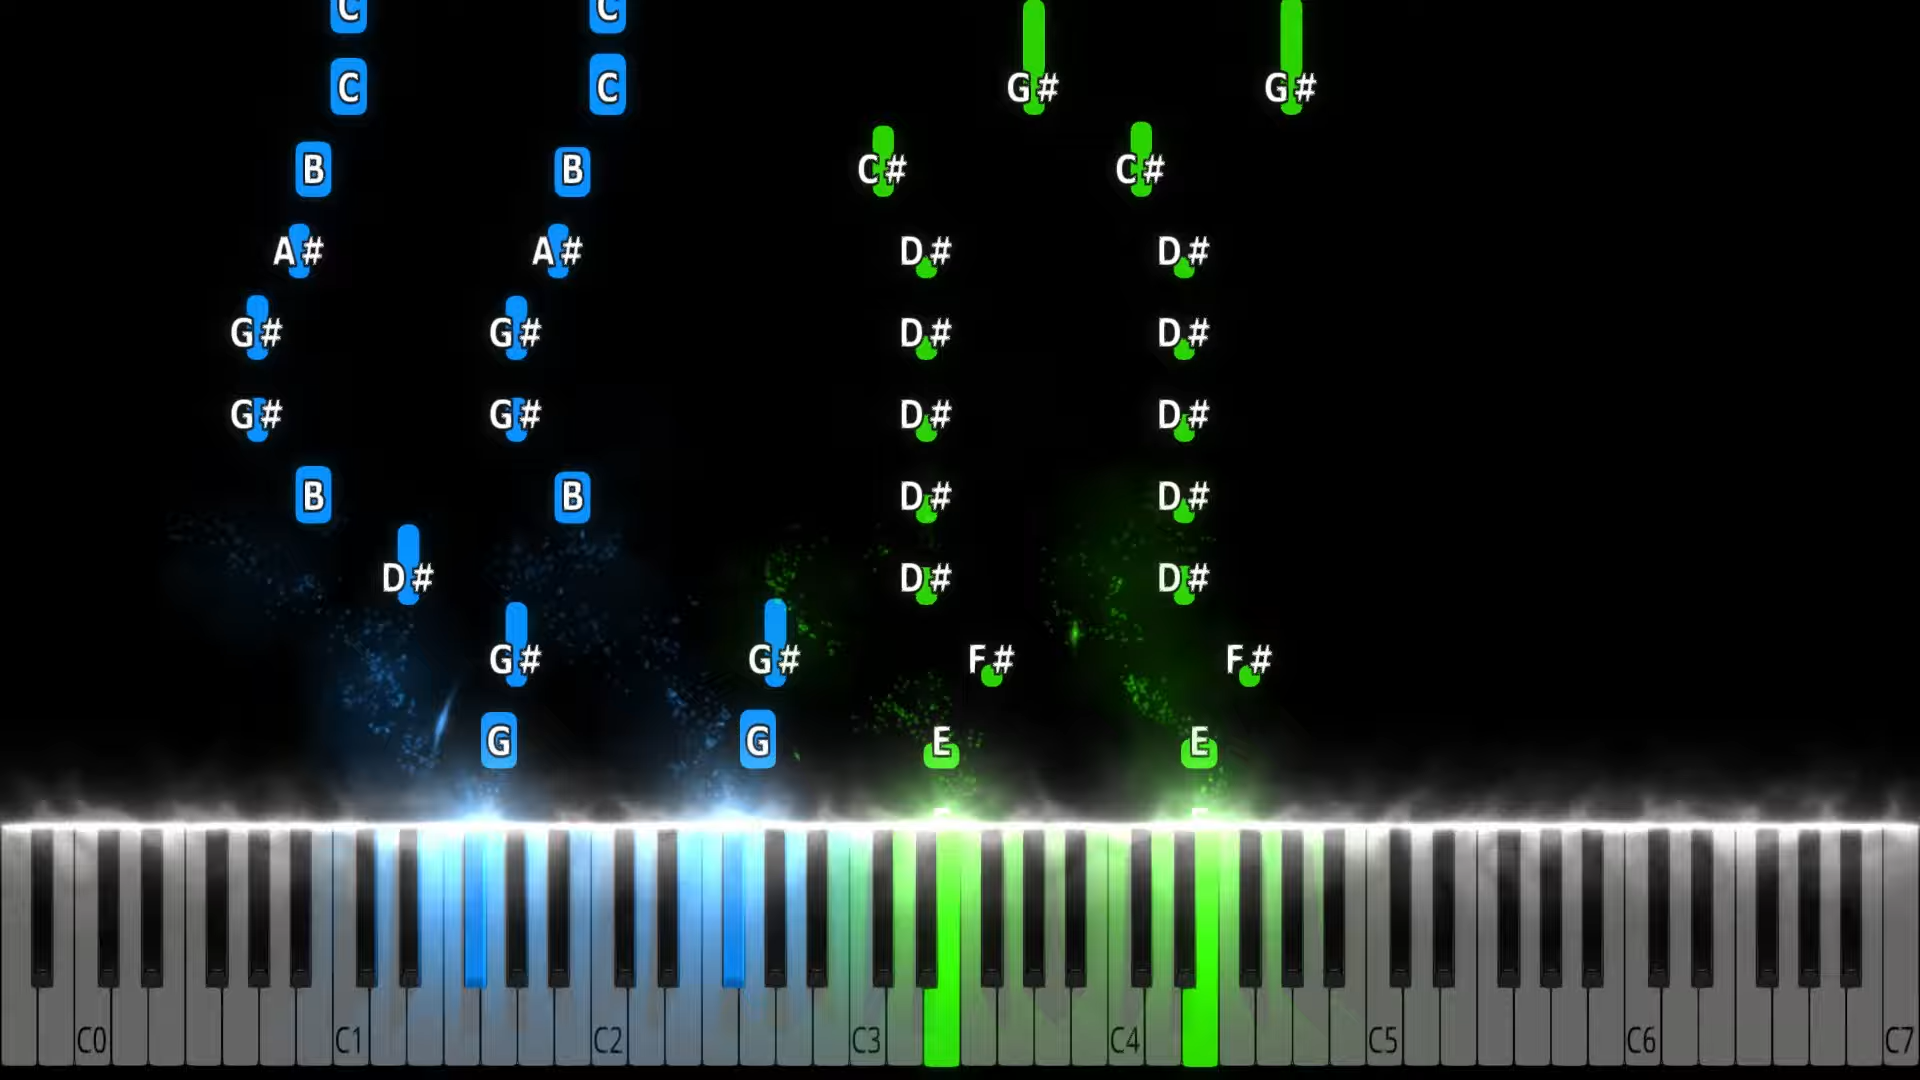 C C
C C G# G#
B B C# C#
A# A# D# D#
G# G# D# D#
G# G# D# D#
B B D# D#
D# D# D#
G# G# F# F#
G G E E
C0 C1 C2 C3 C4 C5 C6 C7